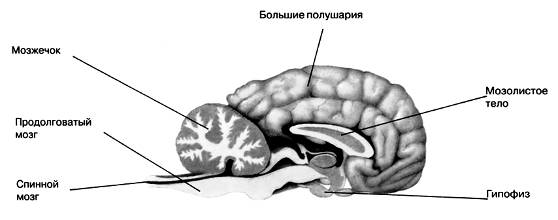 Большие полушария
Мозжечок
Мозолистое
тело
Продолговатый
мозг
Спинной
мозг
Гипофиз